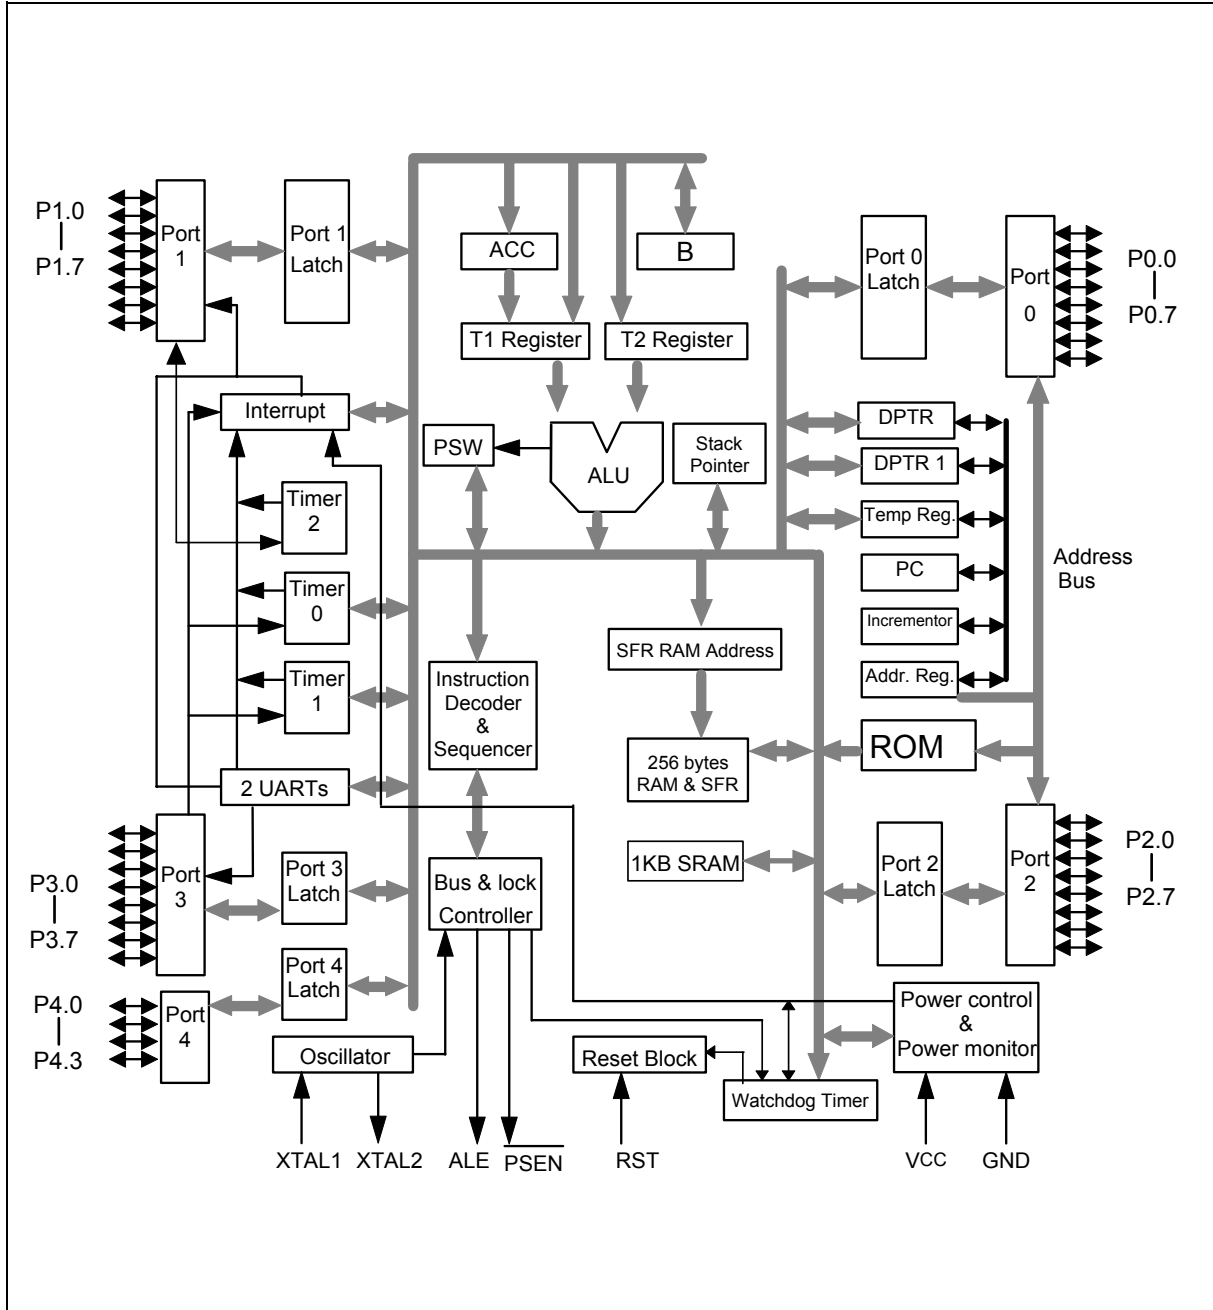 P1.0
P1.7
Port
1
Port 1
Latch
ACC
B
T1 Register
T2 Register
Port 0
Latch
Port
0
P0.0
P0.7
Interrupt
PSW
ALU
Stack
Pointer
DPTR
DPTR 1
Temp Reg.
PC
Incrementor
Addr. Reg.
Address
Bus
Timer
2
Timer
0
Timer
1
Instruction
Decoder
&
Sequencer
SFR RAM Address
256 bytes
RAM & SFR
ROM
2 UARTs
P3.0
P3.7
Port
3
Port 3
Latch
Bus & lock
Controller
1KB SRAM
Port 2
Latch
Port
2
P2.0
P2.7
P4.0
P4.3
Port
4
Port 4
Latch
Oscillator
Reset Block
Watchdog Timer
Power control
&
Power monitor
XTAL1
XTAL2
ALE
PSEN
RST
VCC
GND